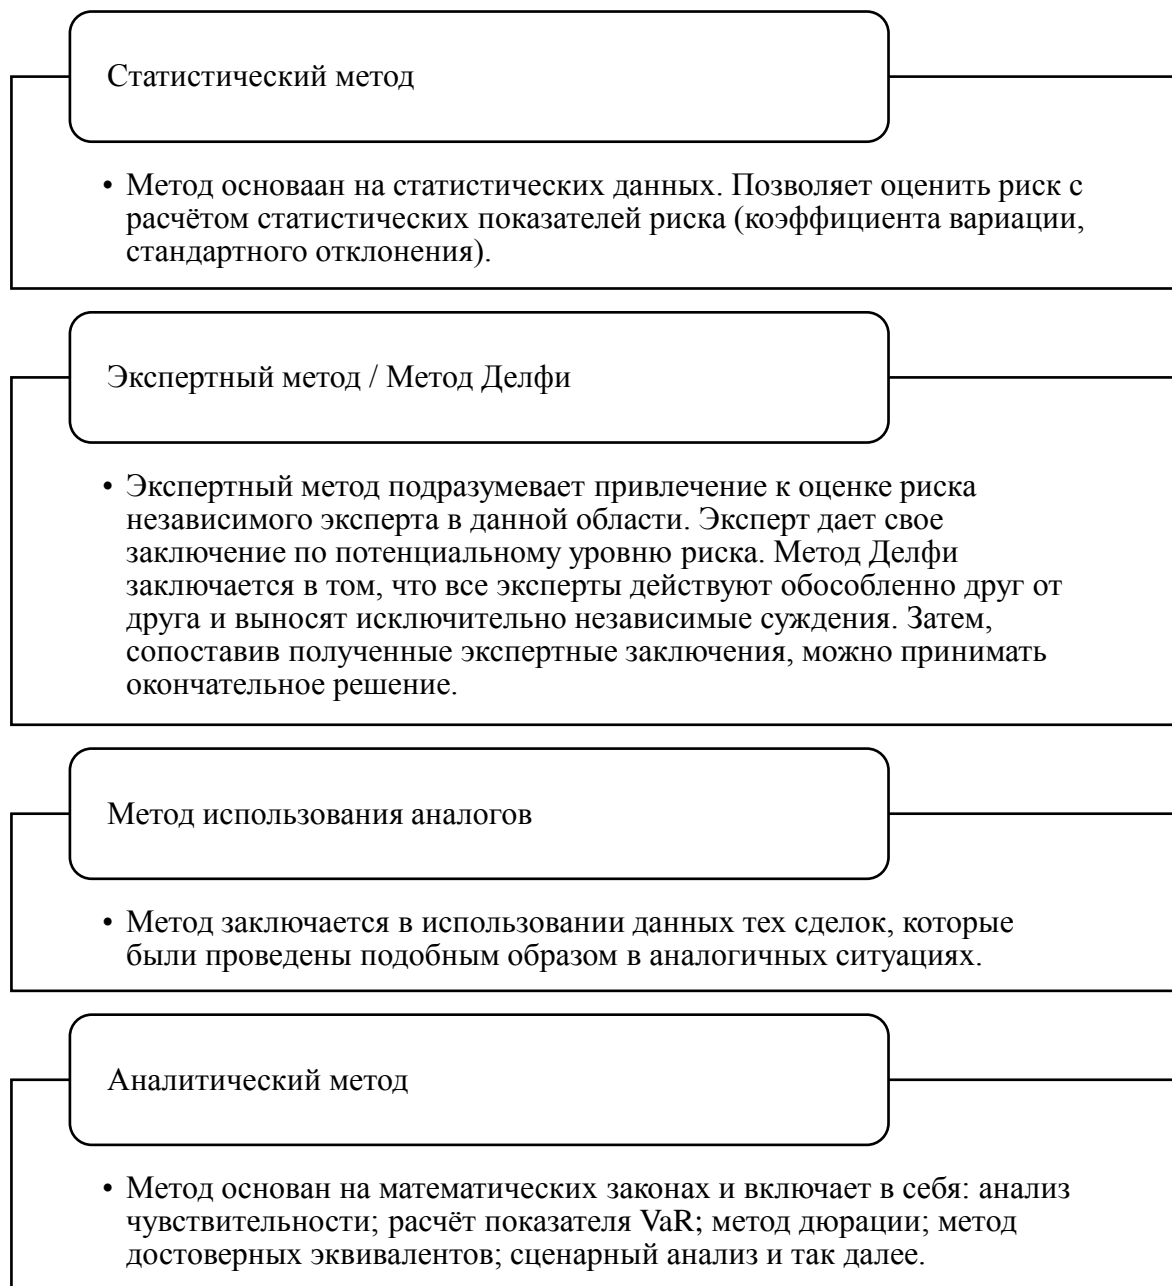 Статистический метод
• Метод основаан на статистических данных. Позволяет оценить риск с
расчётом статистических показателей риска (коэффициента вариации,
стандартного отклонения).
Экспертный метод / Метод Делфи
• Экспертный метод подразумевает привлечение к оценке риска
независимого эксперта в данной области. Эксперт дает свое
заключение по потенциальному уровню риска. Метод Делфи
заключается в том, что все эксперты действуют обособленно друг от
друга и выносят исключительно независимые суждения. Затем,
сопоставив полученные экспертные заключения, можно принимать
окончательное решение.
Метод использования аналогов
• Метод заключается в использовании данных тех сделок, которые
были проведены подобным образом в аналогичных ситуациях.
Аналитический метод
• Метод основан на математических законах и включает в себя: анализ
чувствительности; расчёт показателя VaR; метод дюрации; метод
достоверных эквивалентов; сценарный анализ и так далее.